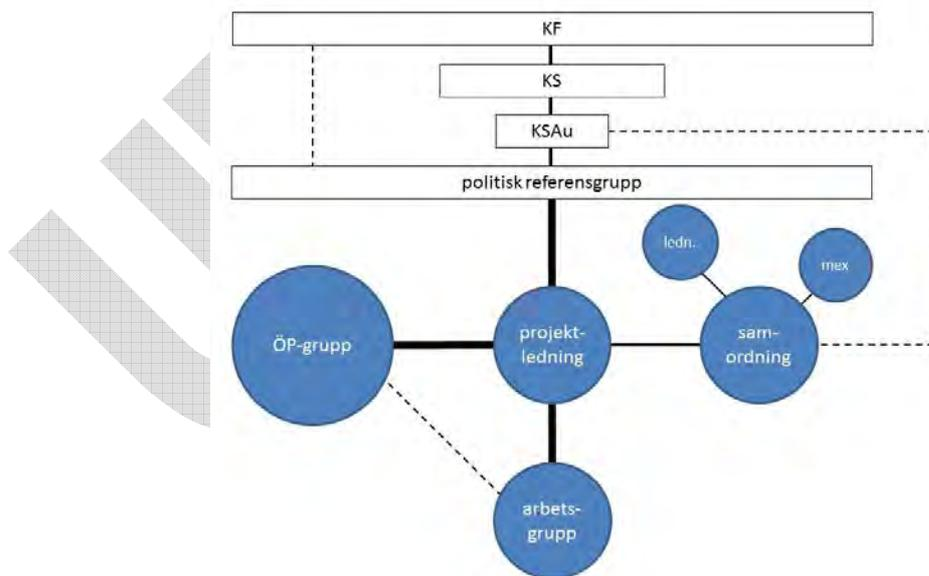 KF
KS
KSAu
politisk referensgrupp
ledn.
mex
ÖP-grupp
projekt-
ledning
sam-
ordning
arbets-
grupp